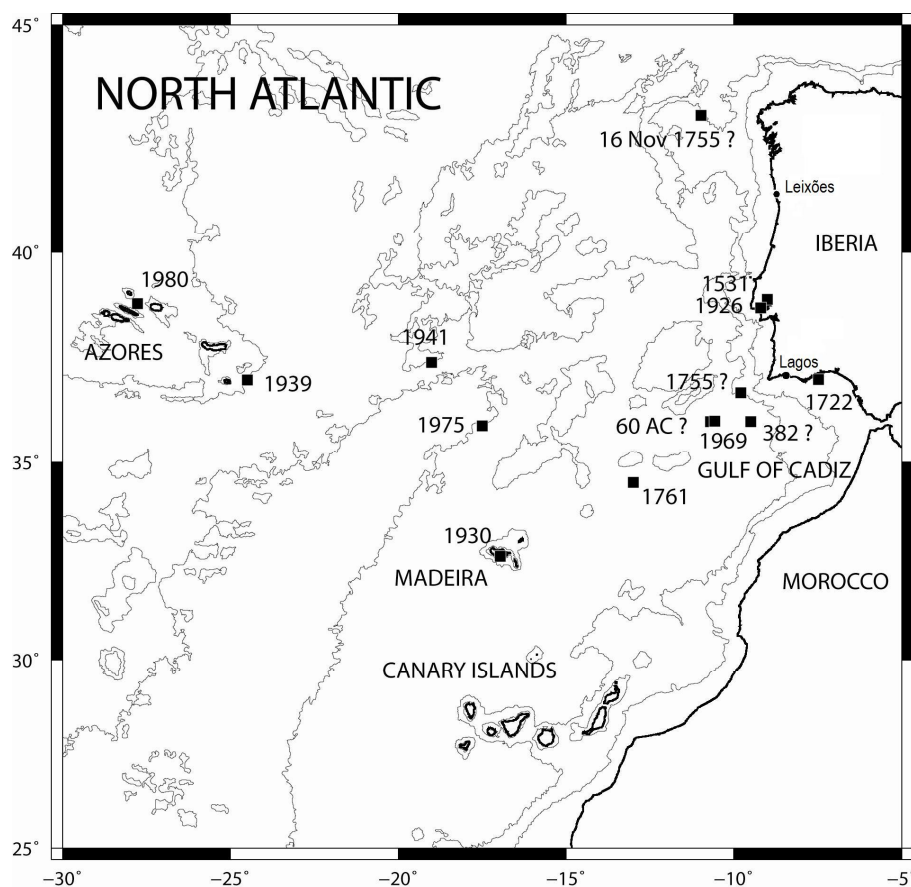 45°
NORTH ATLANTIC
16 Nov 1755 ?
Leixões
IBERIA
40°
1980
1531
1926
AZORES
1941
Lagos
1939
1755 ?
1722
1975
60 AC ?
1969
382 ?
35°
GULF OF CADIZ
1761
1930
MADEIRA
MOROCCO
30°
CANARY ISLANDS
25°
−30° −25° −20° −15° −10° −5